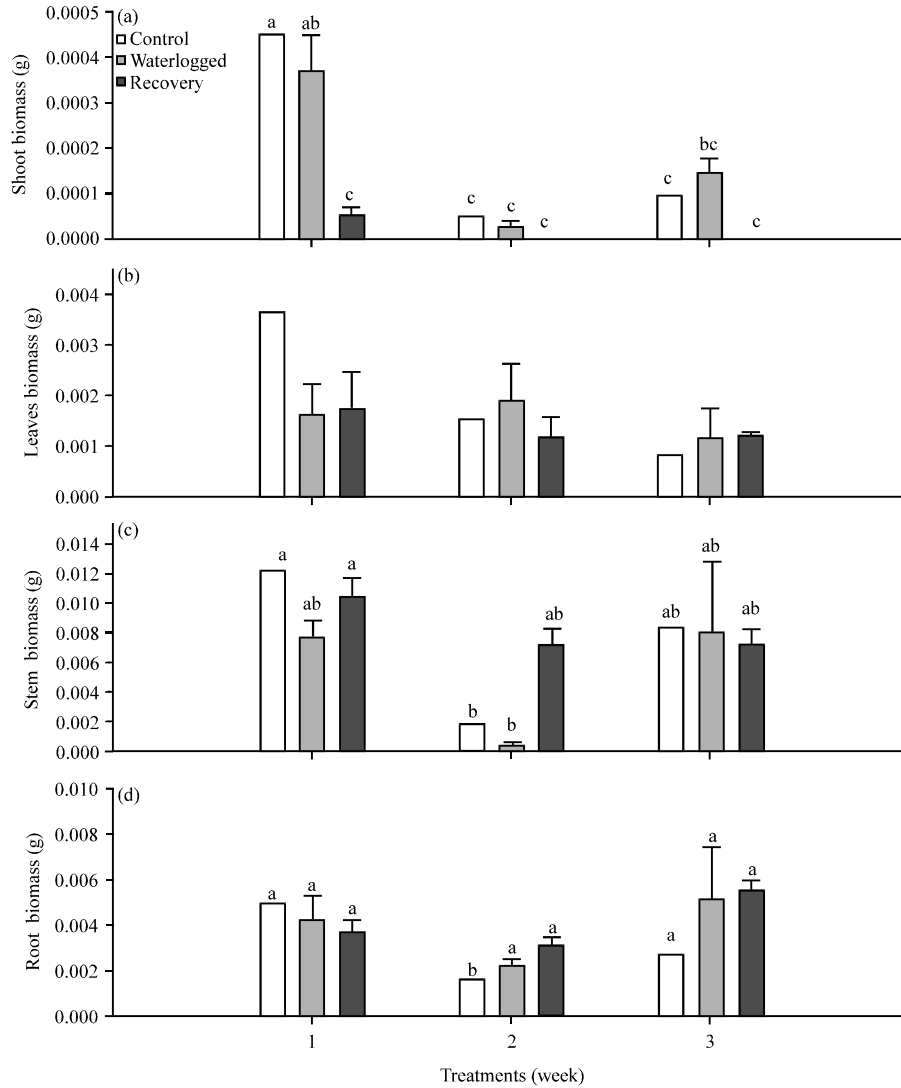 (a)
Control
Waterlogged
Recovery
Shoot biomass (g)
0.0005
0.0004
0.0003
0.0002
0.0001
0.0000
a ab c
c c c
c bc c
(b)
Leaves biomass (g)
0.004
0.003
0.002
0.001
0.000
(c)
Stem biomass (g)
0.014
0.012
0.010
0.008
0.006
0.004
0.002
0.000
a ab a
b b ab
ab ab ab
(d)
Root biomass (g)
0.010
0.008
0.006
0.004
0.002
0.000
a a a
b a a
a a a
1 2 3
Treatments (week)